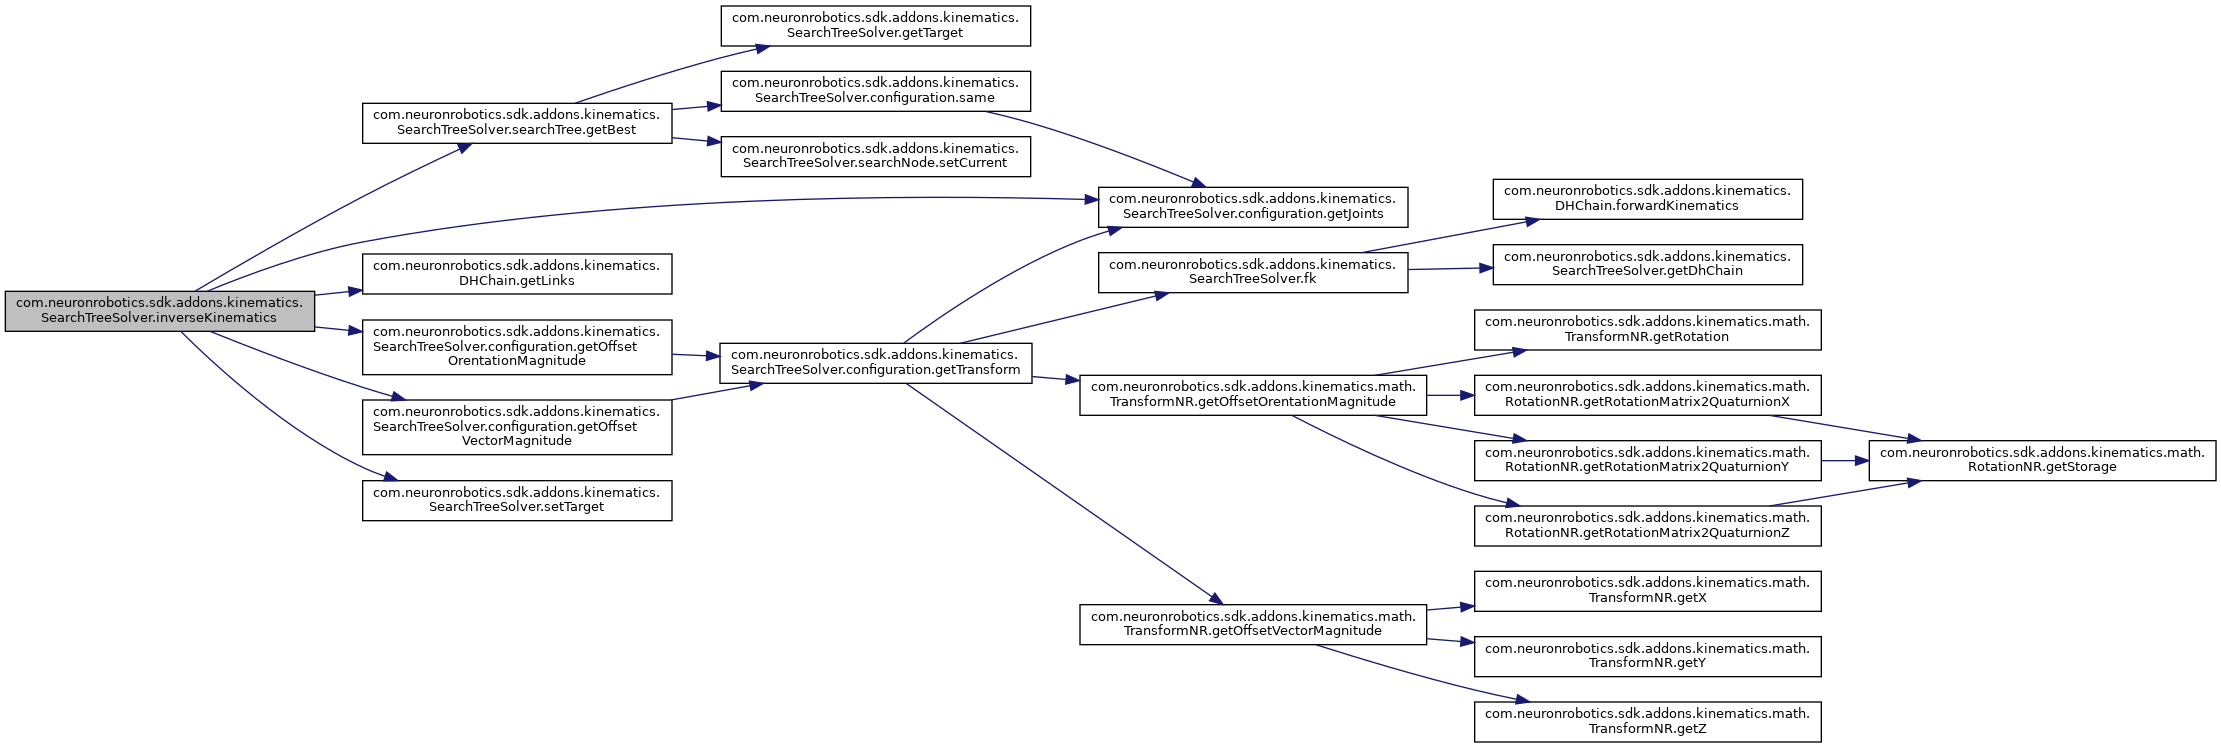 com.neuronrobotics.sdk.addons.kinematics.
SearchTreeSolver.inverseKinematics
com.neuronrobotics.sdk.addons.kinematics.
SearchTreeSolver.searchTree.getBest
com.neuronrobotics.sdk.addons.kinematics.
DHChain.getLinks
com.neuronrobotics.sdk.addons.kinematics.
SearchTreeSolver.configuration.getOffset
OrentationMagnitude
com.neuronrobotics.sdk.addons.kinematics.
SearchTreeSolver.configuration.getOffset
VectorMagnitude
com.neuronrobotics.sdk.addons.kinematics.
SearchTreeSolver.setTarget
com.neuronrobotics.sdk.addons.kinematics.
SearchTreeSolver.getTarget
com.neuronrobotics.sdk.addons.kinematics.
SearchTreeSolver.configuration.same
com.neuronrobotics.sdk.addons.kinematics.
SearchTreeSolver.searchNode.setCurrent
com.neuronrobotics.sdk.addons.kinematics.
SearchTreeSolver.configuration.getTransform
com.neuronrobotics.sdk.addons.kinematics.
SearchTreeSolver.configuration.getJoints
com.neuronrobotics.sdk.addons.kinematics.
SearchTreeSolver.fk
com.neuronrobotics.sdk.addons.kinematics.math.
TransformNR.getOffsetOrentationMagnitude
com.neuronrobotics.sdk.addons.kinematics.math.
TransformNR.getOffsetVectorMagnitude
com.neuronrobotics.sdk.addons.kinematics.
DHChain.forwardKinematics
com.neuronrobotics.sdk.addons.kinematics.
SearchTreeSolver.getDhChain
com.neuronrobotics.sdk.addons.kinematics.math.
TransformNR.getRotation
com.neuronrobotics.sdk.addons.kinematics.math.
RotationNR.getRotationMatrix2QuaturnionX
com.neuronrobotics.sdk.addons.kinematics.math.
RotationNR.getRotationMatrix2QuaturnionY
com.neuronrobotics.sdk.addons.kinematics.math.
RotationNR.getRotationMatrix2QuaturnionZ
com.neuronrobotics.sdk.addons.kinematics.math.
TransformNR.getX
com.neuronrobotics.sdk.addons.kinematics.math.
TransformNR.getY
com.neuronrobotics.sdk.addons.kinematics.math.
TransformNR.getZ
com.neuronrobotics.sdk.addons.kinematics.math.
RotationNR.getStorage